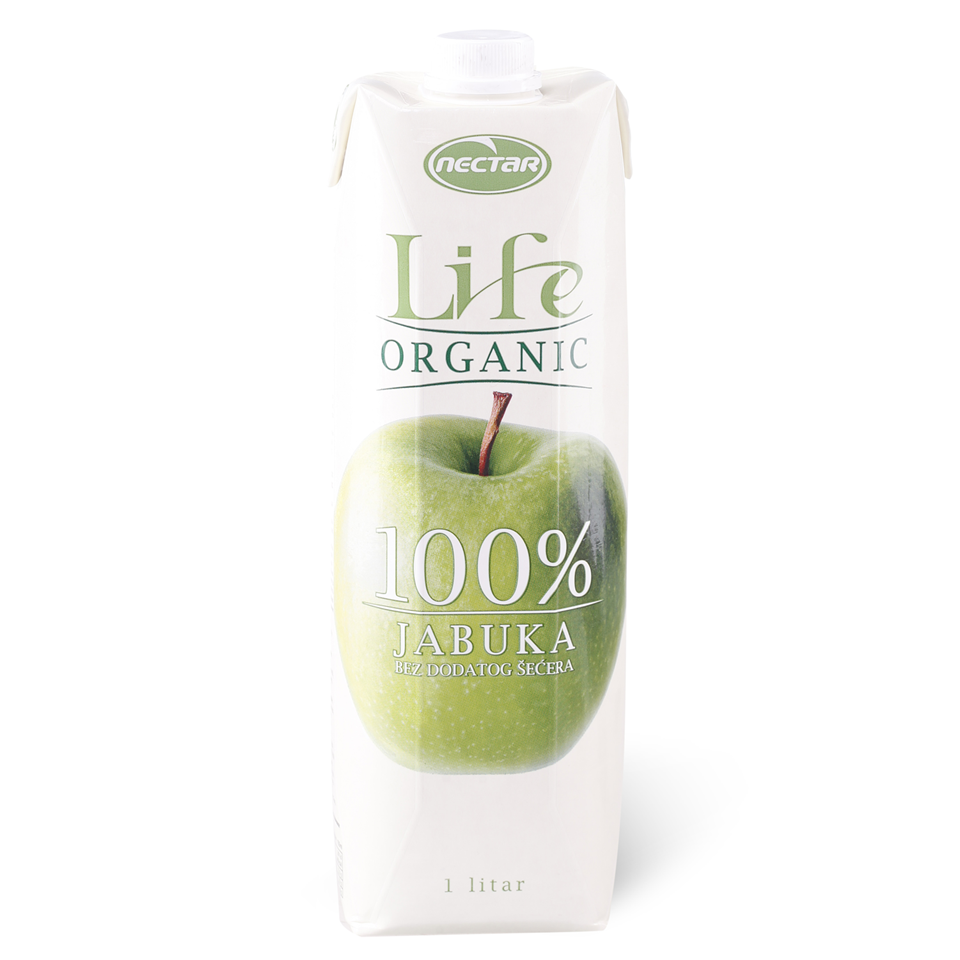 nectar
Life
ORGANIC
100%
JABUKA
BEZ DODATOG ŠEĆERA
1 litar